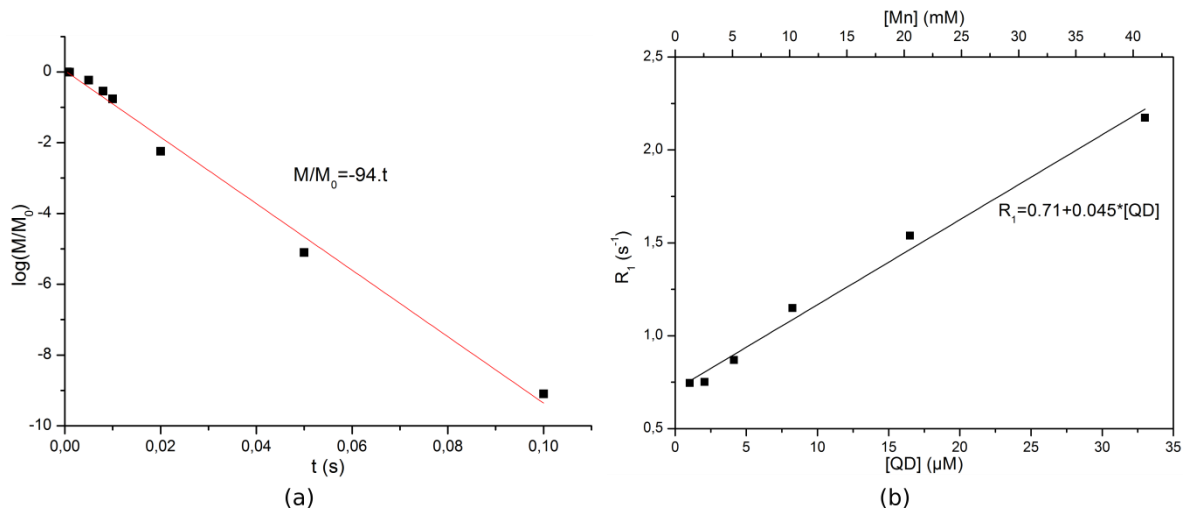 0
-2
-4
-6
-8
-10
log(M/M₀)
M/M₀=-94.t
0,00 0,02 0,04 0,06 0,08 0,10
t (s)
(a)
[Mn] (mM)
0 5 10 15 20 25 30 35 40
2,5
2,0
1,5
1,0
0,5
R₁ (s⁻¹)
R₁=0.71+0.045*[QD]
0 5 10 15 20 25 30 35
[QD] (µM)
(b)